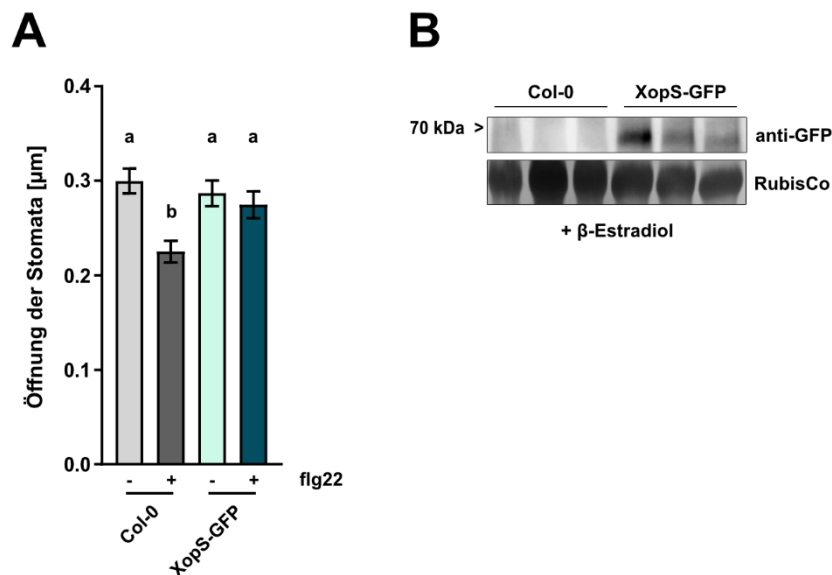 A
Öffnung der Stomata [µm]
0.4
0.3
0.2
0.1
0.0
a
b
a
a
- + - + flg22
Col-0
XopS-GFP
B
Col-0 XopS-GFP
70 kDa > anti-GFP
RubisCo
+ β-Estradiol